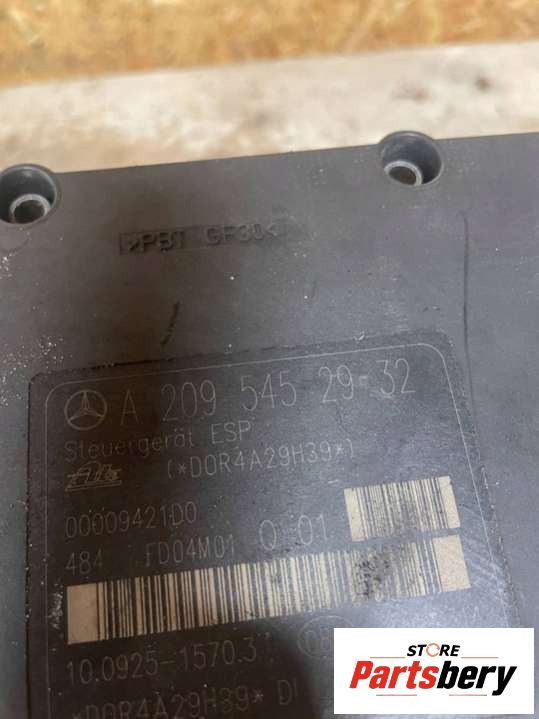 >PBT GF30<
A 209 545 29-32
Steuergerät ESP
(*D0R4A29H39*)
00009421D0
484 FD04M01 Q 01
10.0925-1570.3
*D0R4A29H39*
STORE
Partsbery